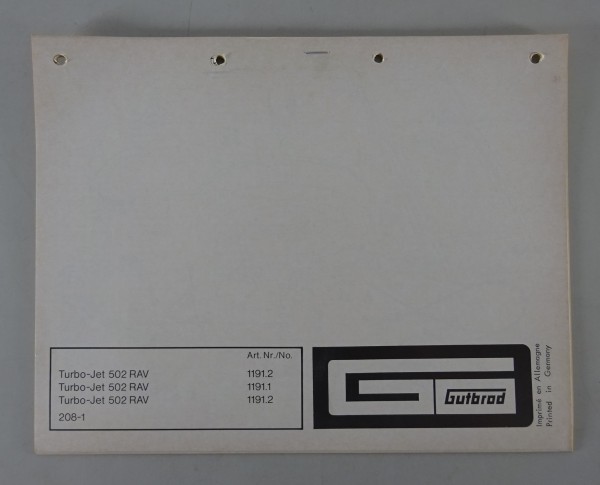 Art. Nr./No.
Turbo-Jet 502 RAV 1191.2
Turbo-Jet 502 RAV 1191.1
Turbo-Jet 502 RAV 1191.2
208-1
Gutbrod
Imprimé en Allemagne
Printed in Germany